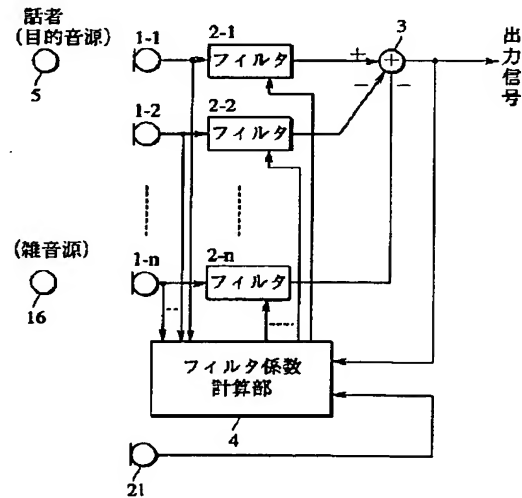 話者
(目的音源)
5
1-1
2-1
フィルタ
+
3
+
出力信号
1-2
2-2
フィルタ
−
−
(雑音源)
16
1-n
2-n
フィルタ
フィルタ係数
計算部
4
21